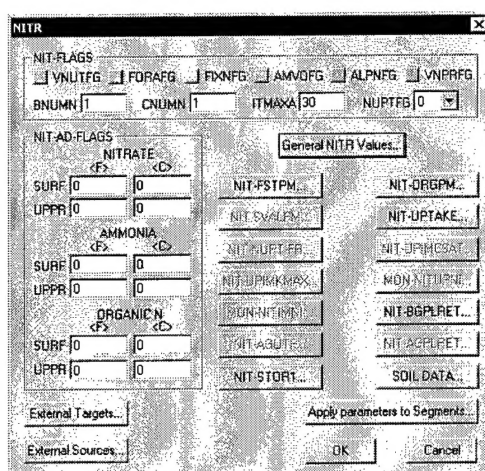 NITR
NIT-FLAGS
VNUTFG FORAFG FIXNFG AMVOFG ALPNFG VNPRFG
BNUMN 1 CNUMN 1 ITMAXA 30 NUPTFG 0
NIT-AD-FLAGS
NITRATE
<F> <C>
SURF 0 0
UPPR 0 0
AMMONIA
<F> <C>
SURF 0 0
UPPR 0 0
ORGANIC N
<F> <C>
SURF 0 0
UPPR 0 0
General NITR Values...
NIT-FSTPM... NIT-ORGPM...
NIT-SVALPM... NIT-UPTAKE...
NIT-NUPT-FR... NIT-UPIMCSAT...
NIT-UPIMKMAX... MON-NITUPNI...
MON-NITIMNI... NIT-BGPLRET...
NIT-AGUTF... NIT-AGPLRET...
NIT-STOR1... SOIL DATA...
External Targets... Apply parameters to Segments...
External Sources... OK Cancel